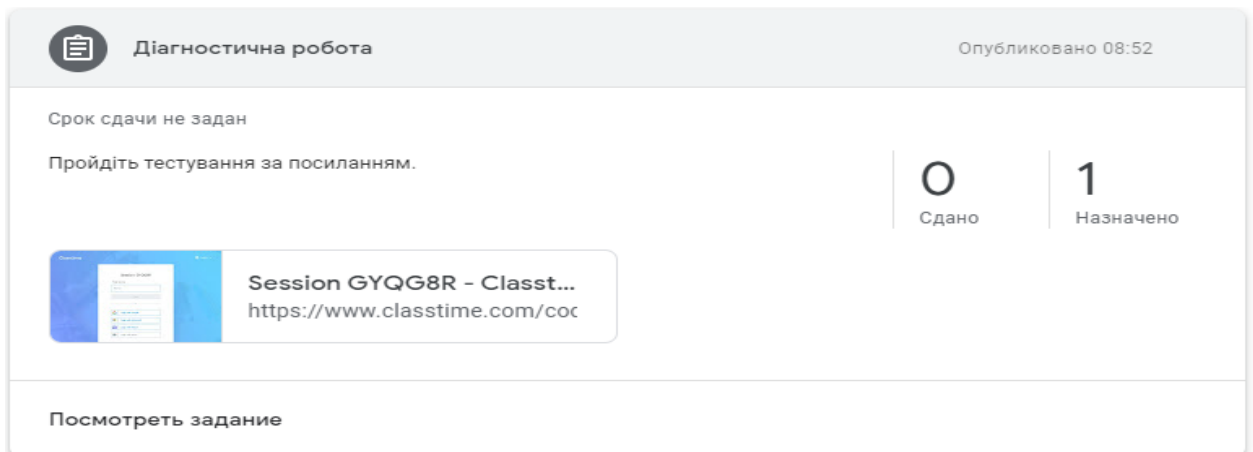 Діагностична робота
Опубликовано 08:52
Срок сдачи не задан
Пройдіть тестування за посиланням.
0
Сдано
1
Назначено
Session GYQG8R - Classt...
https://www.classtime.com/coc
Посмотреть задание